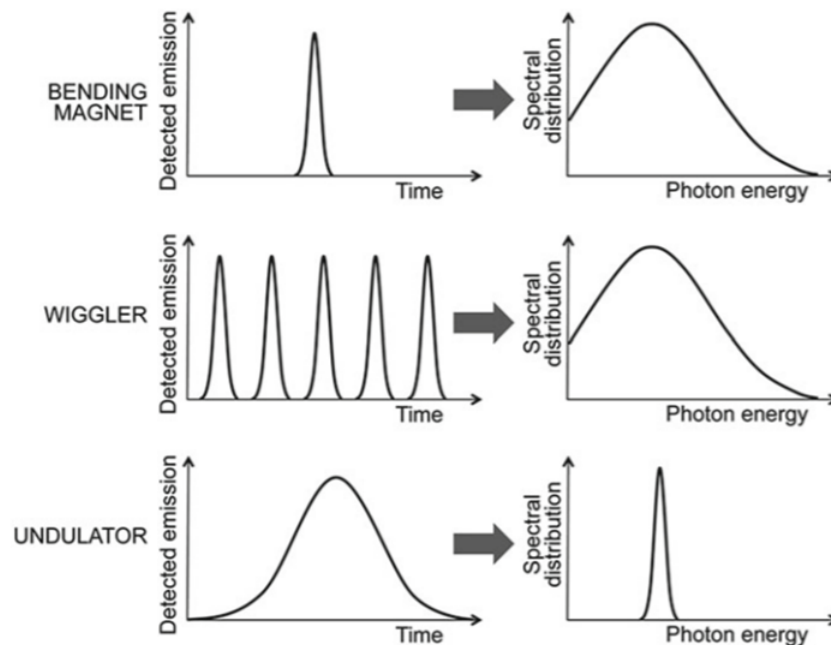 BENDING
MAGNET
Detected emission
Time
Spectral
distribution
Photon energy
WIGGLER
Detected emission
Time
Spectral
distribution
Photon energy
UNDULATOR
Detected emission
Time
Spectral
distribution
Photon energy